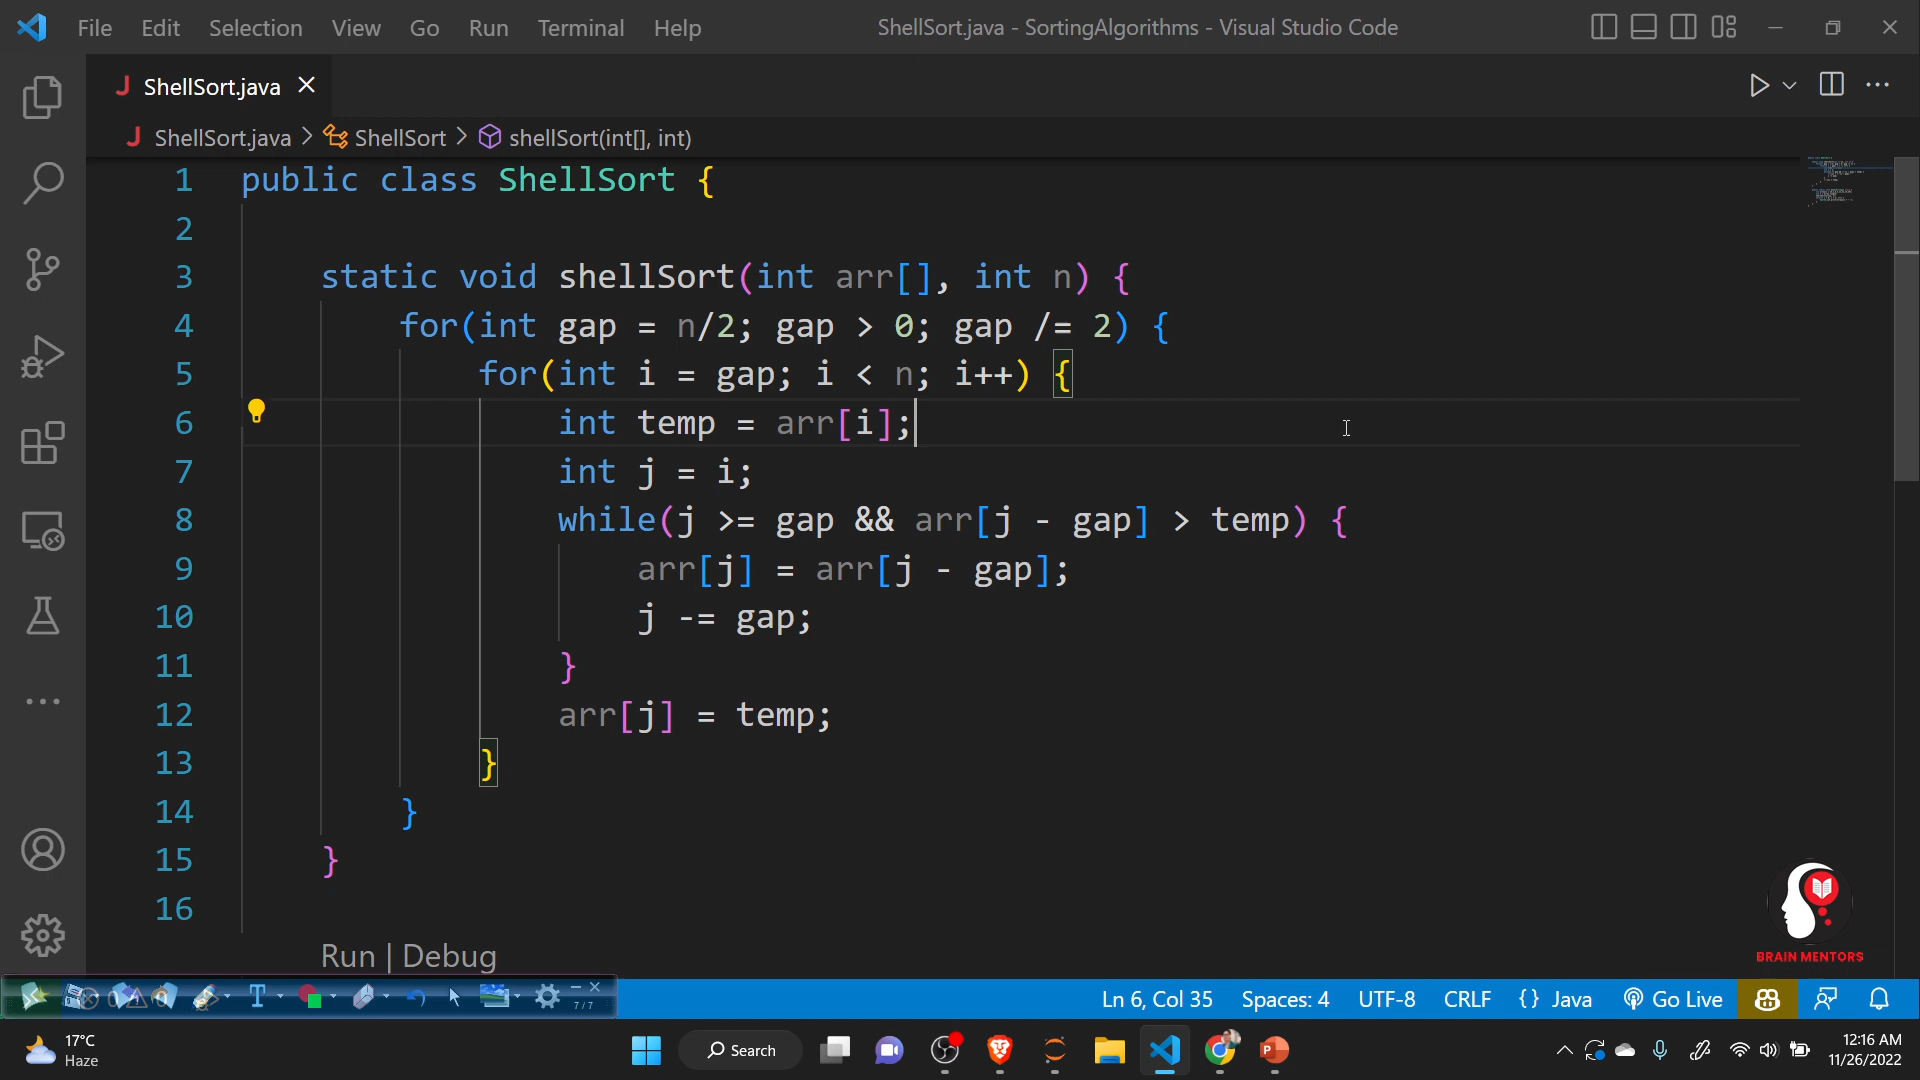 File Edit Selection View Go Run Terminal Help ShellSort.java - SortingAlgorithms - Visual Studio Code
ShellSort.java
ShellSort.java > ShellSort > shellSort(int[], int)
1 public class ShellSort {
2
3 static void shellSort(int arr[], int n) {
4 for(int gap = n/2; gap > 0; gap /= 2) {
5 for(int i = gap; i < n; i++) {
6 int temp = arr[i];
7 int j = i;
8 while(j >= gap && arr[j - gap] > temp) {
9 arr[j] = arr[j - gap];
10 j -= gap;
11 }
12 arr[j] = temp;
13 }
14 }
15 }
16
Run | Debug
BRAIN MENTORS
7/7
Ln 6, Col 35 Spaces: 4 UTF-8 CRLF {} Java Go Live
17°C
Haze
Search
12:16 AM
11/26/2022